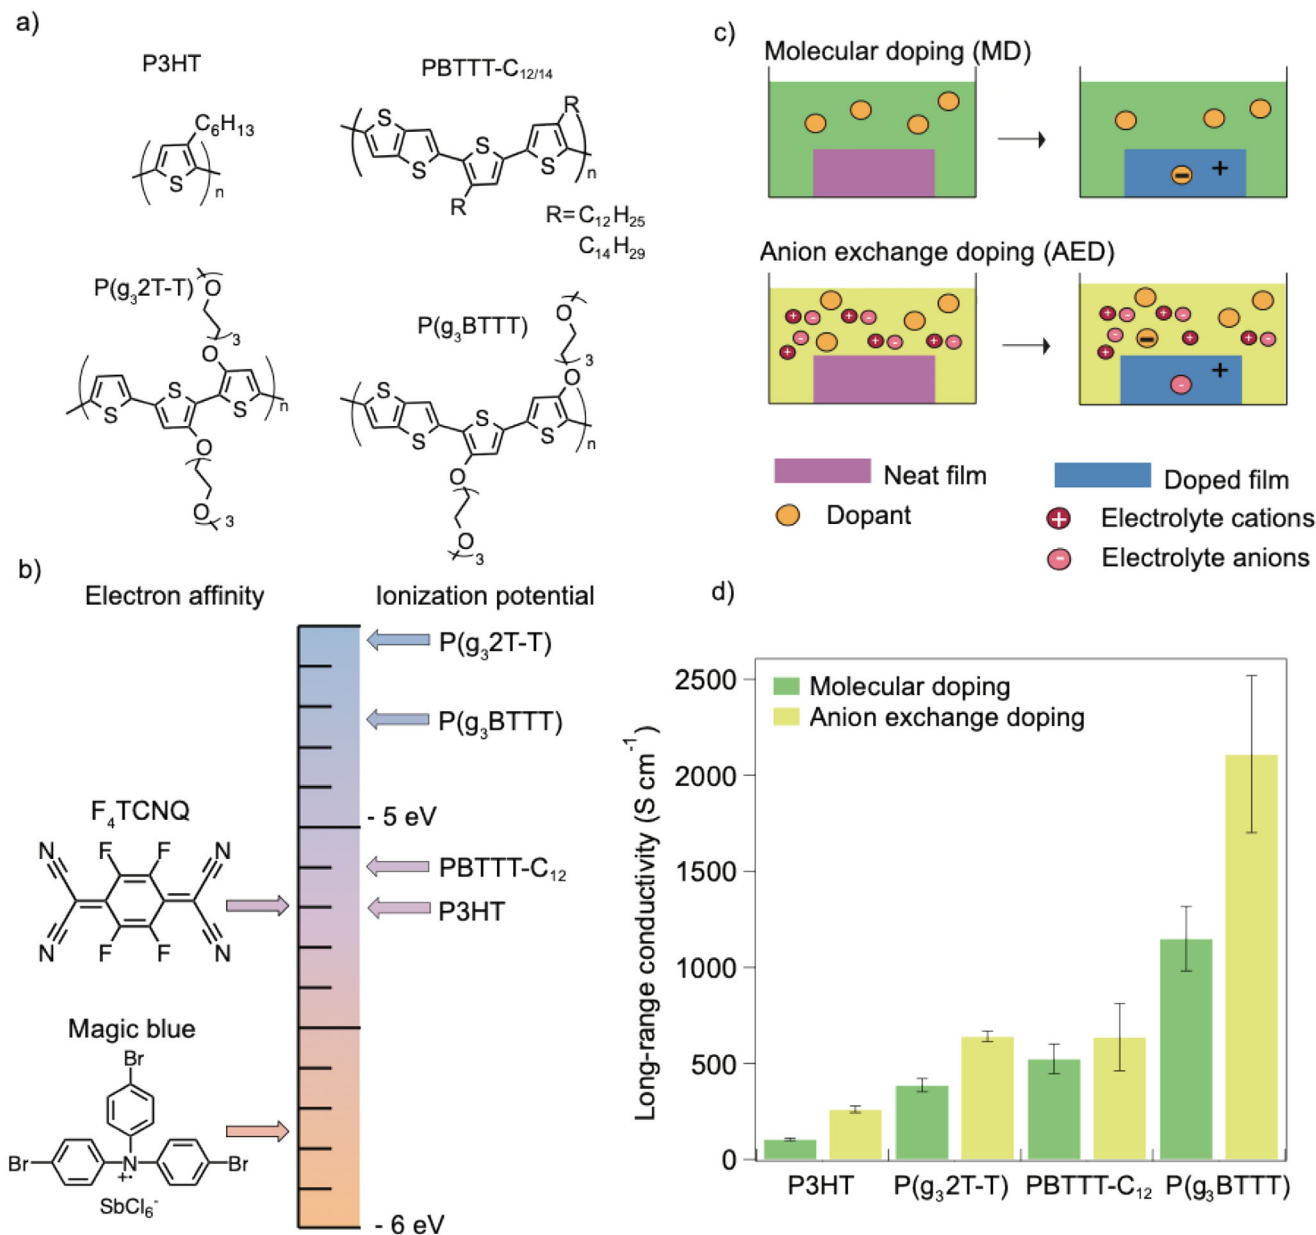 a)
P3HT
C₆H₁₃
S
n
PBTTT-C₁₂/₁₄
R
S
S
S
S
R
n
R=C₁₂H₂₅
C₁₄H₂₉
P(g₃2T-T)
O
3
O
S
S
S
n
O
O
3
P(g₃BTTT)
O
3
O
S
S
S
S
n
O
O
3
b)
Electron affinity
Ionization potential
P(g₃2T-T)
P(g₃BTTT)
- 5 eV
F₄TCNQ
N F F N
N F F N
PBTTT-C₁₂
P3HT
Magic blue
Br
Br N Br
+•
SbCl₆⁻
- 6 eV
c)
Molecular doping (MD)
− +
Anion exchange doping (AED)
+ -
− +
-
Neat film
Doped film
Dopant
+ Electrolyte cations
- Electrolyte anions
d)
Long-range conductivity (S cm⁻¹)
2500
2000
1500
1000
500
0
Molecular doping
Anion exchange doping
P3HT P(g₃2T-T) PBTTT-C₁₂ P(g₃BTTT)